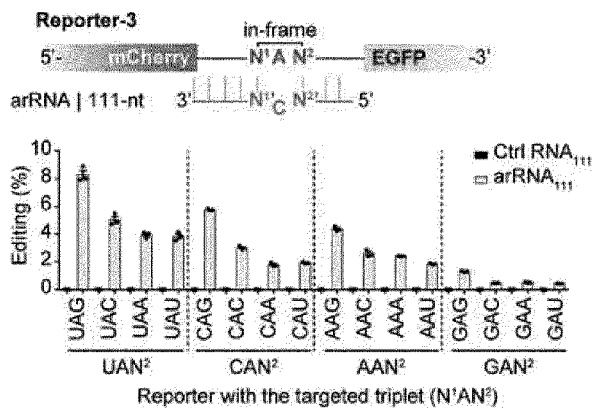 Reporter-3
in-frame
5'- mCherry N¹ A N² EGFP -3'
arRNA | 111-nt 3' N¹' C N²' 5'
Ctrl RNA₁₁₁
arRNA₁₁₁
Editing (%)
10
8
6
4
2
0
UAG UAC UAA UAU CAG CAC CAA CAU AAG AAC AAA AAU GAG GAC GAA GAU
UAN² CAN² AAN² GAN²
Reporter with the targeted triplet (N¹AN²)